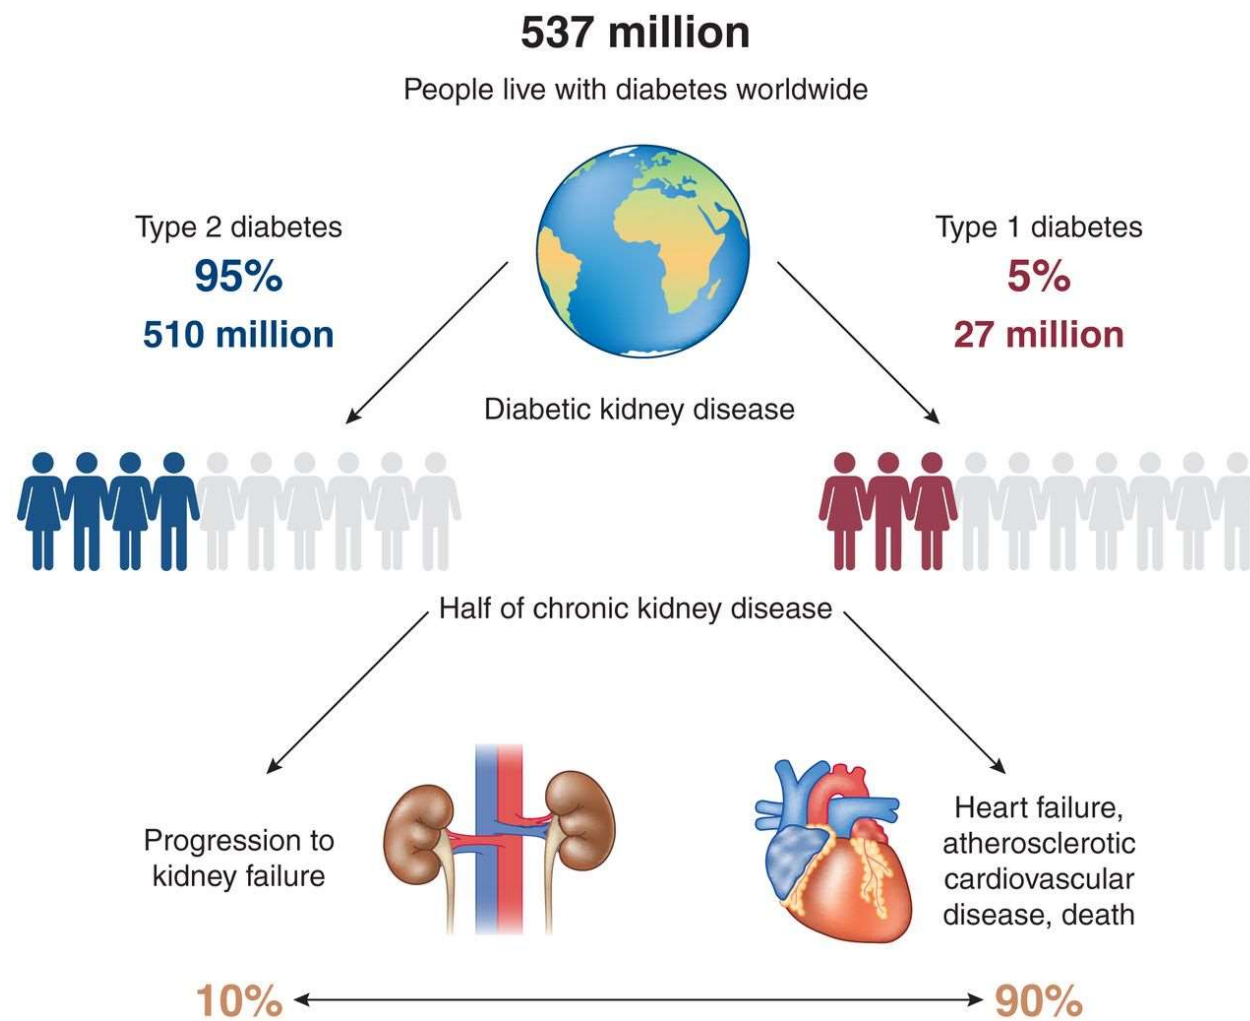 537 million
People live with diabetes worldwide
Type 2 diabetes
95%
510 million
Type 1 diabetes
5%
27 million
Diabetic kidney disease
Half of chronic kidney disease
Progression to
kidney failure
Heart failure,
atherosclerotic
cardiovascular
disease, death
10%
90%